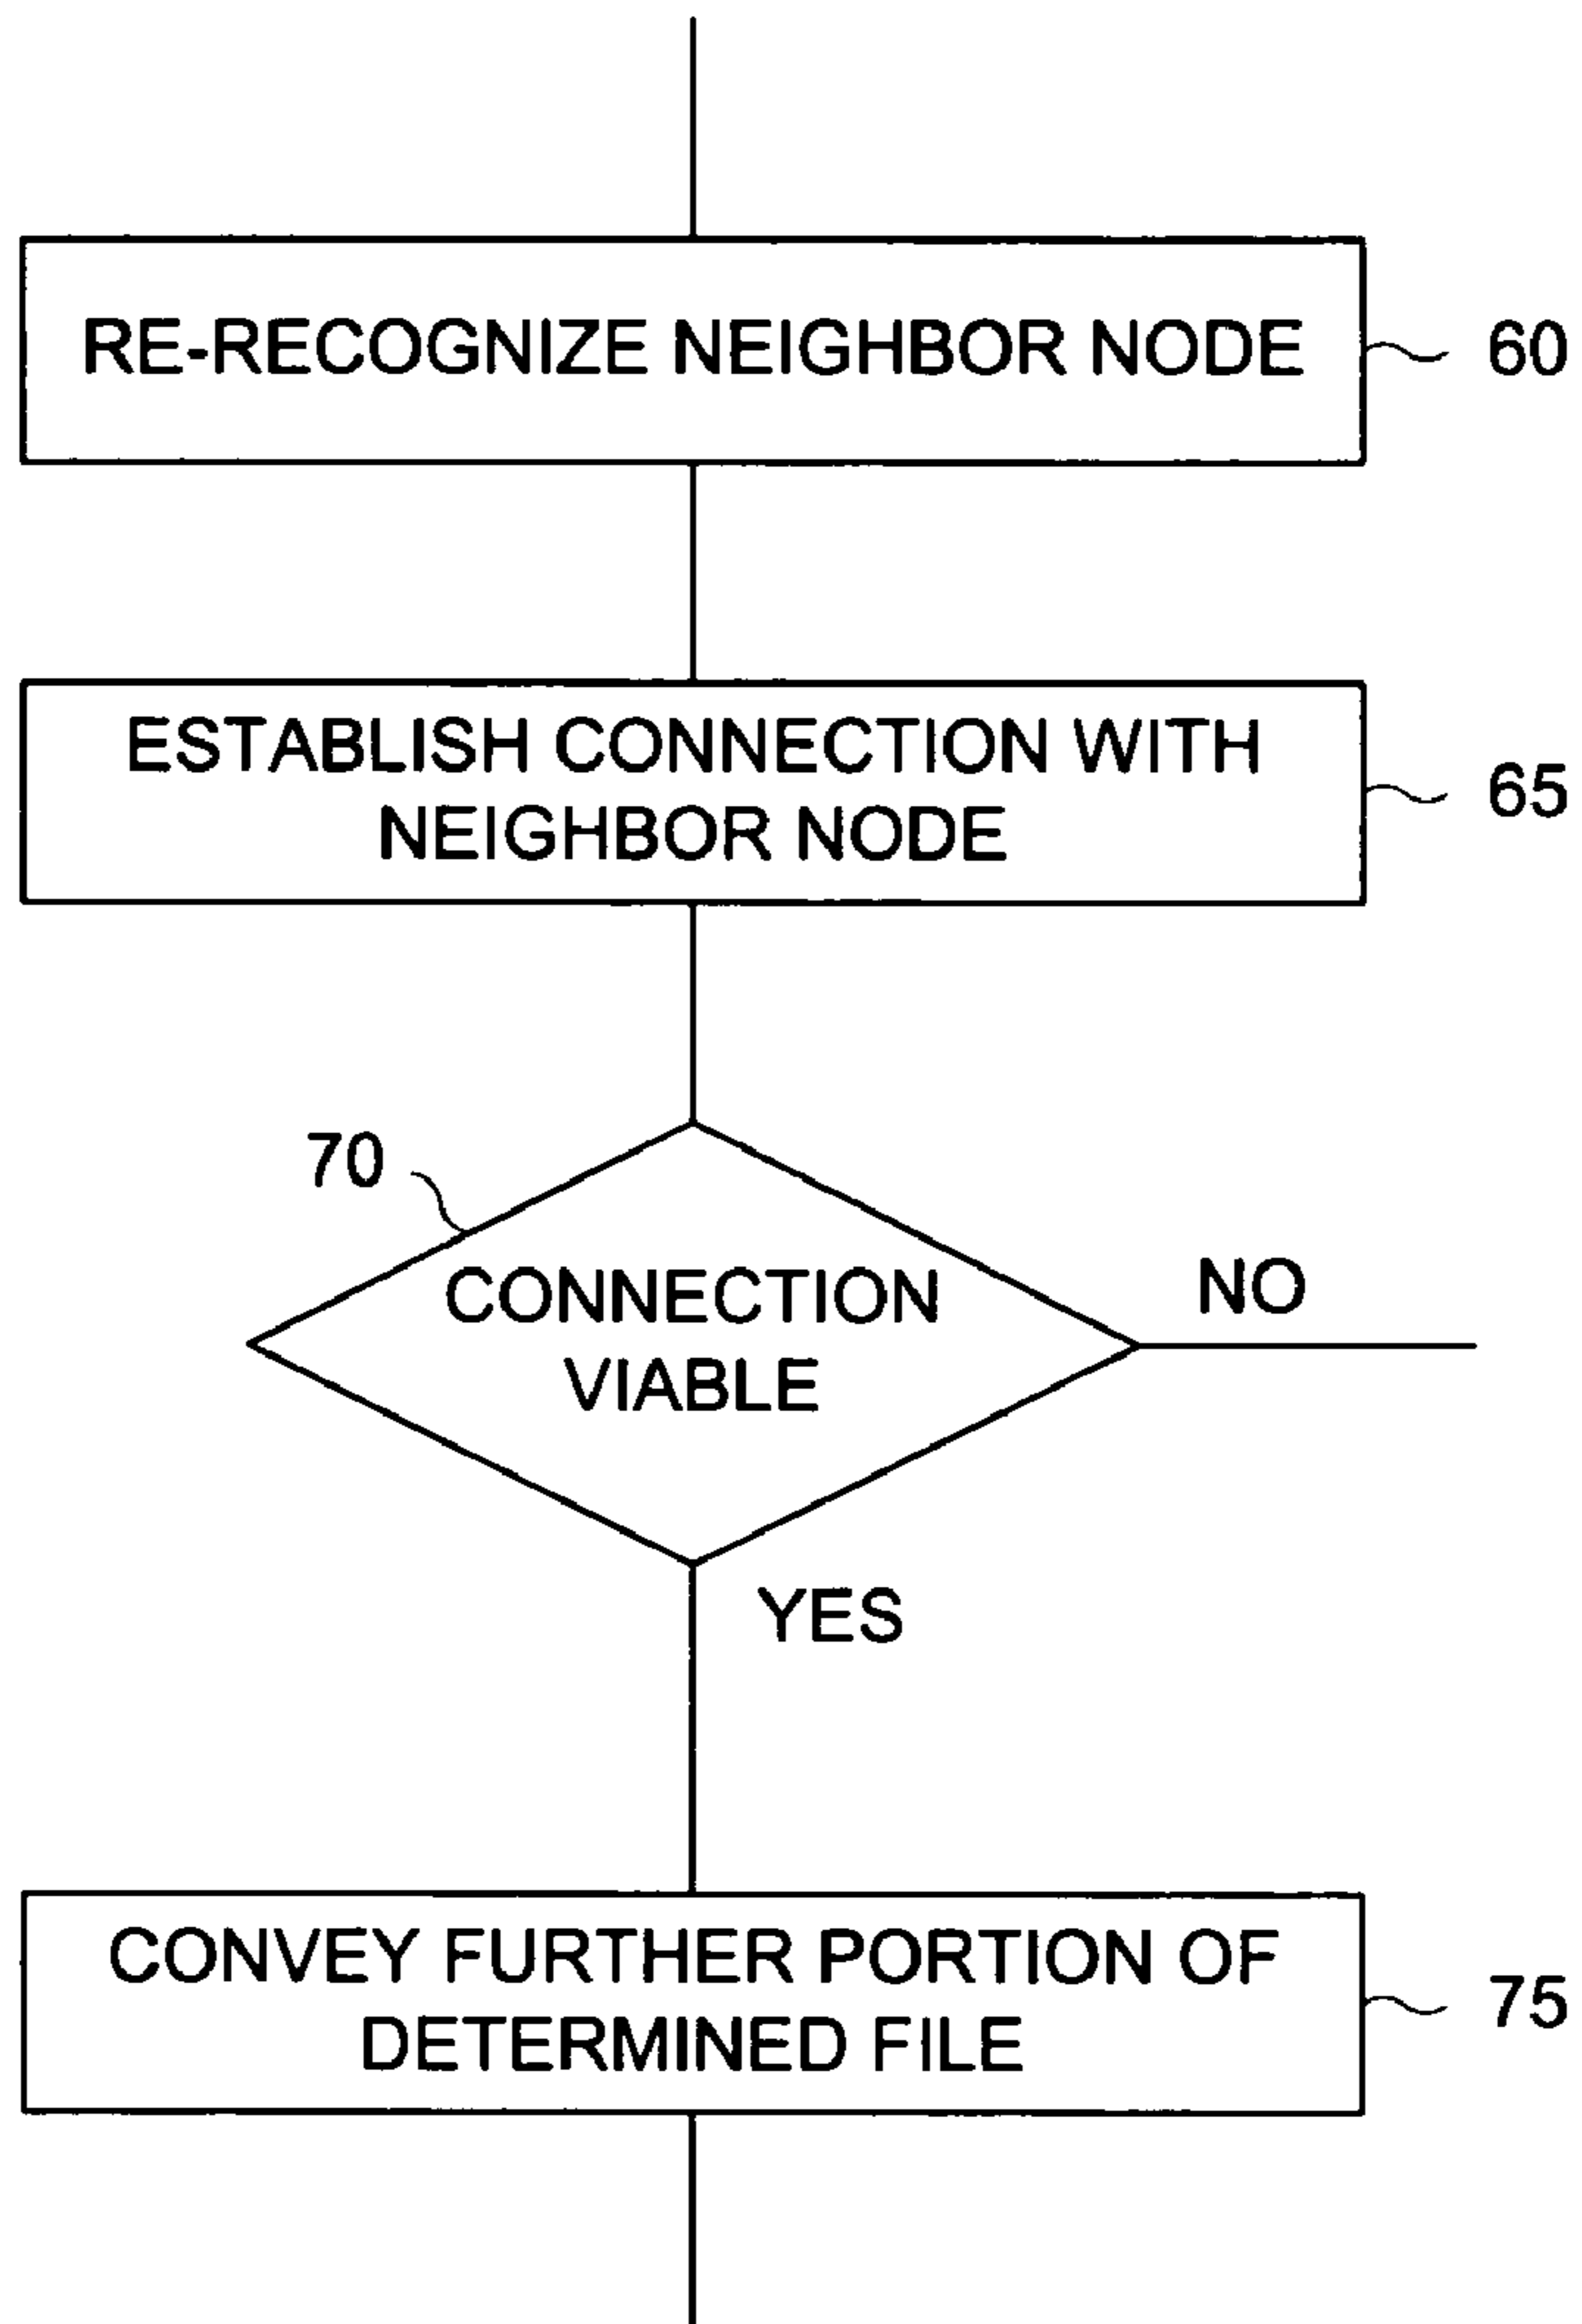 RE-RECOGNIZE NEIGHBOR NODE
60
ESTABLISH CONNECTION WITH
NEIGHBOR NODE
65
70
CONNECTION
VIABLE
NO
YES
CONVEY FURTHER PORTION OF
DETERMINED FILE
75